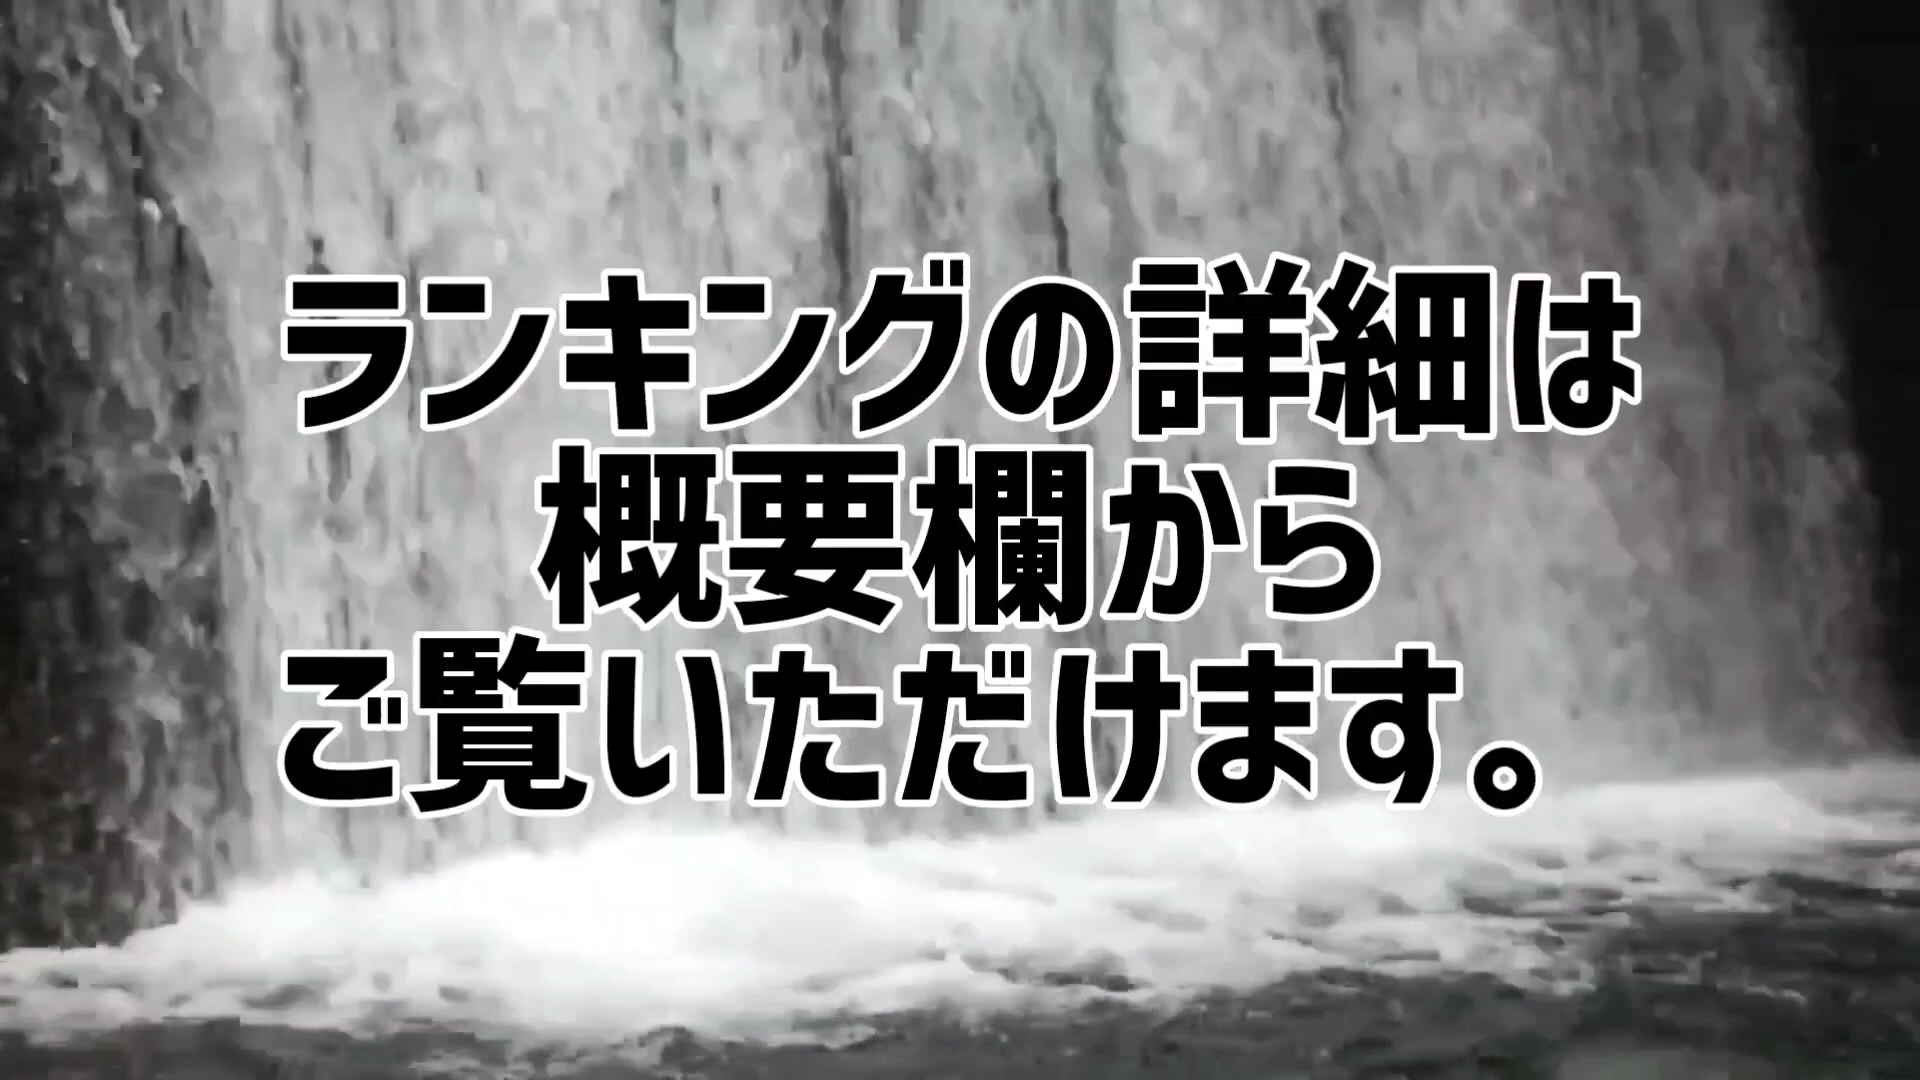 ランキングの詳細は
概要欄から
ご覧いただけます。